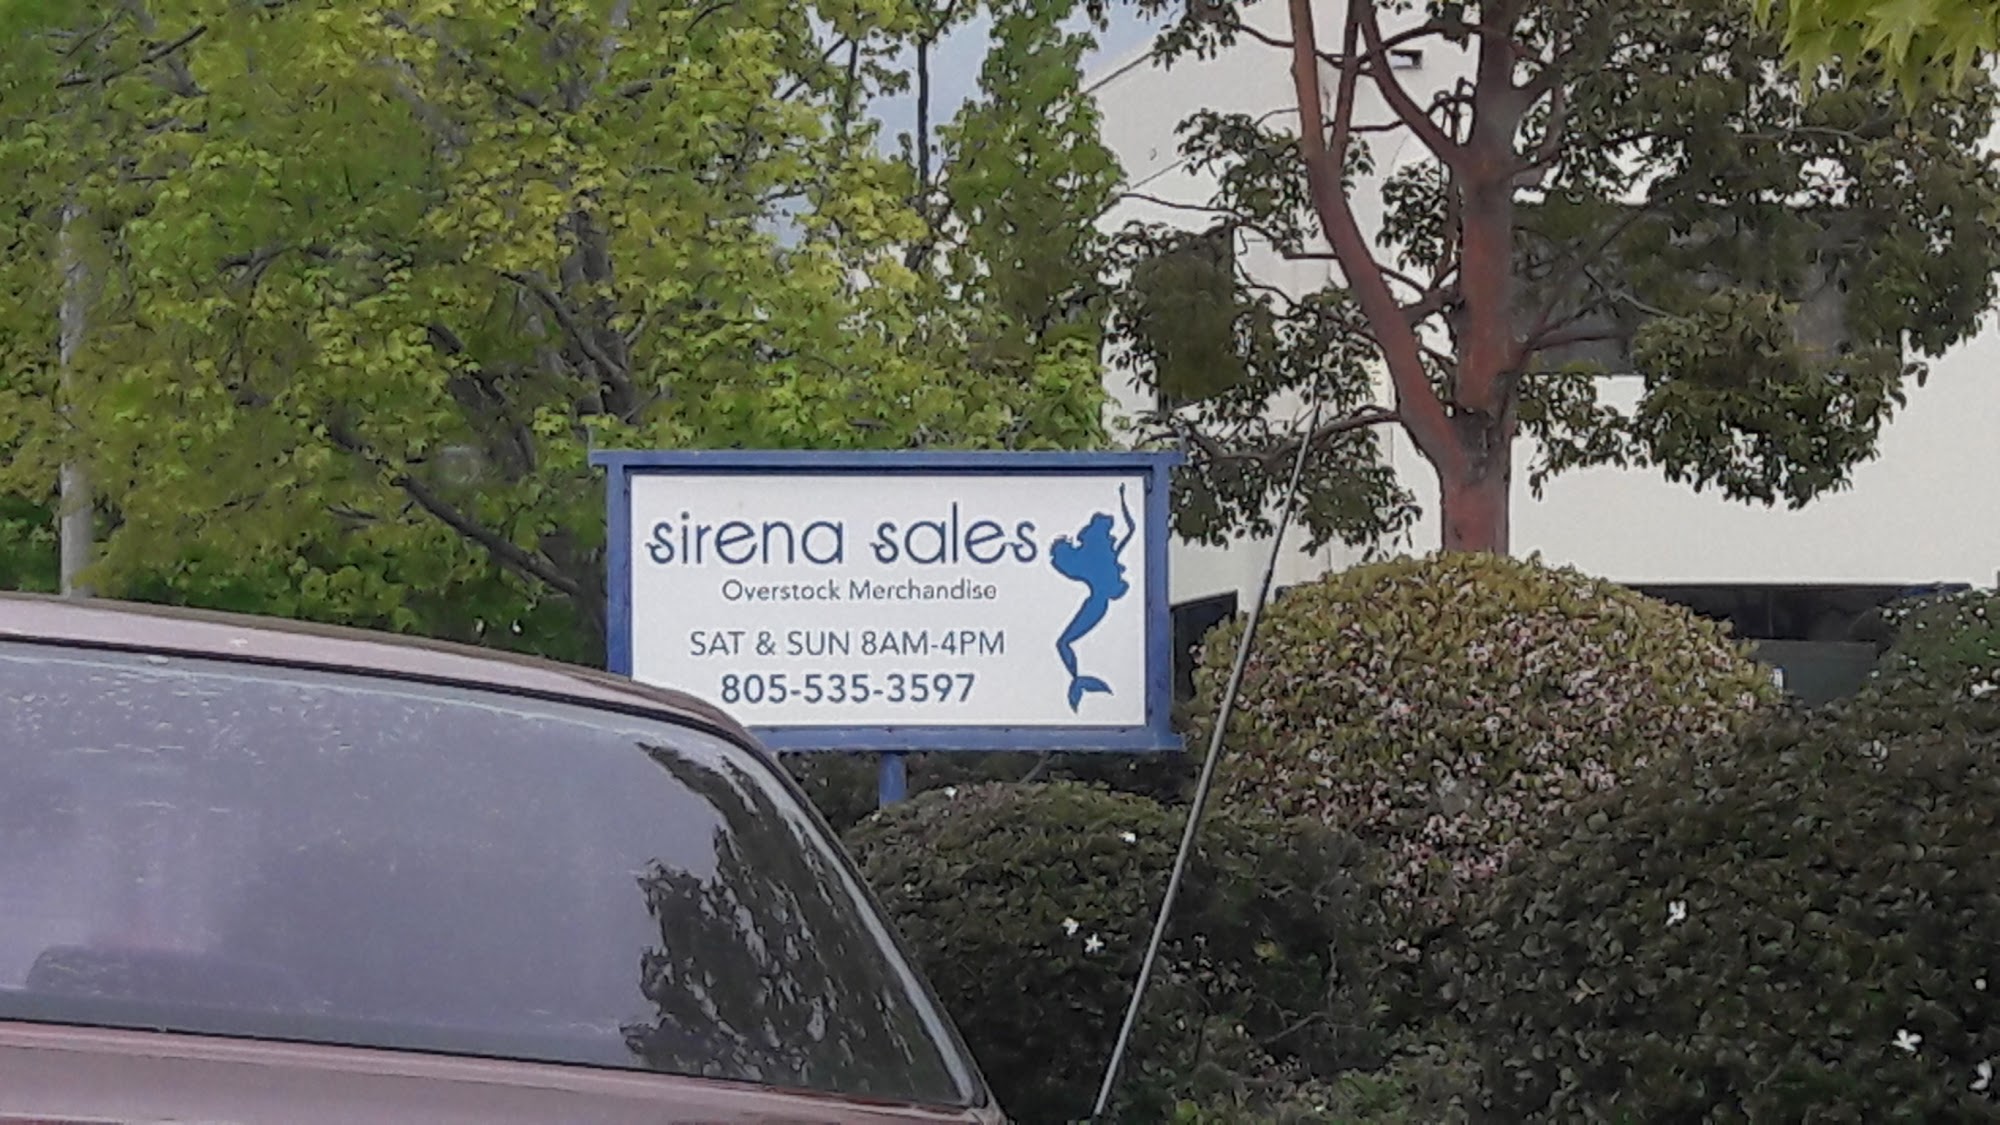 sirena sales
Overstock Merchandise
SAT & SUN 8AM-4PM
805-535-3597